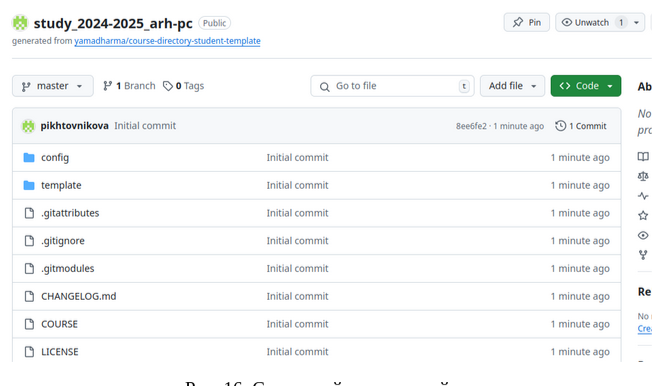 study_2024-2025_arh-pc Public
Pin
Unwatch 1
generated from yamadharma/course-directory-student-template
master
1 Branch
0 Tags
Go to file t
Add file
Code
Ab
No
pro
pikhtovnikova Initial commit 8ee6fe2 · 1 minute ago 1 Commit
config Initial commit 1 minute ago
template Initial commit 1 minute ago
.gitattributes Initial commit 1 minute ago
.gitignore Initial commit 1 minute ago
.gitmodules Initial commit 1 minute ago
CHANGELOG.md Initial commit 1 minute ago
COURSE Initial commit 1 minute ago
LICENSE Initial commit 1 minute ago
Re
No
Crea